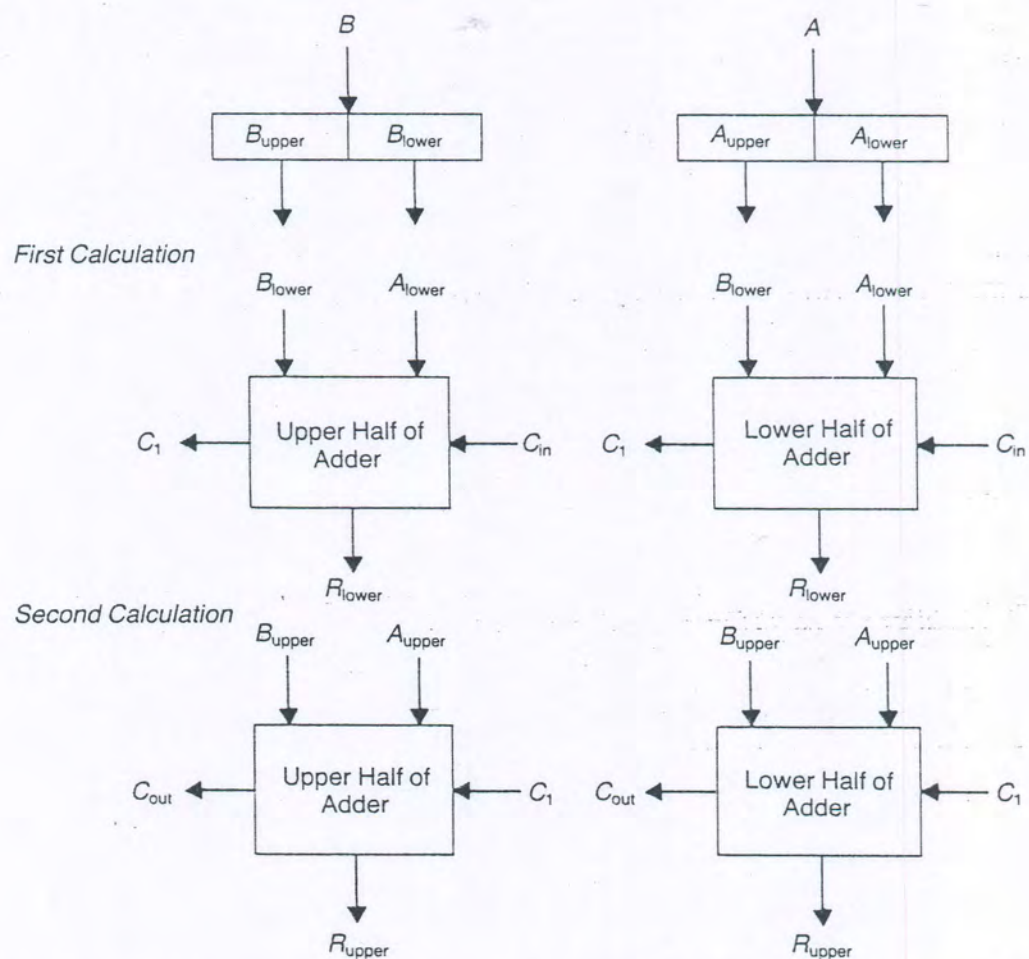 B A
B_upper B_lower A_upper A_lower
First Calculation
B_lower A_lower B_lower A_lower
C_1 Upper Half of Adder C_in C_1 Lower Half of Adder C_in
R_lower R_lower
Second Calculation
B_upper A_upper B_upper A_upper
C_out Upper Half of Adder C_1 C_out Lower Half of Adder C_1
R_upper R_upper